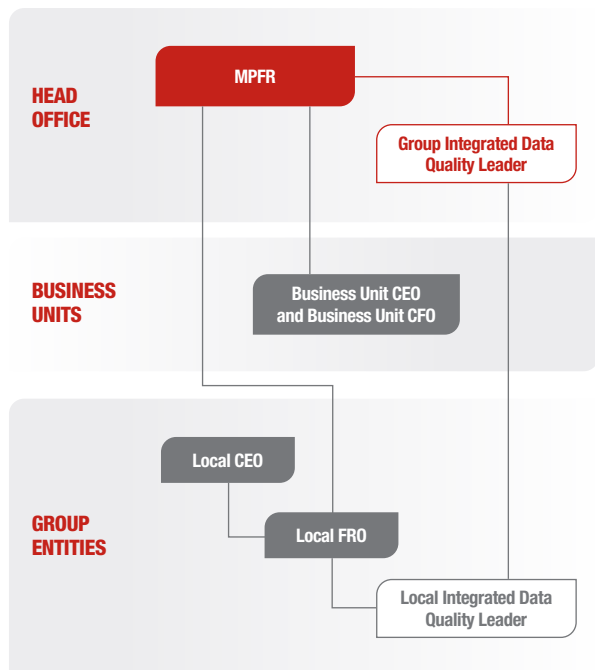 HEAD
OFFICE
MPFR
Group Integrated Data
Quality Leader
BUSINESS
UNITS
Business Unit CEO
and Business Unit CFO
GROUP
ENTITIES
Local CEO
Local FRO
Local Integrated Data
Quality Leader